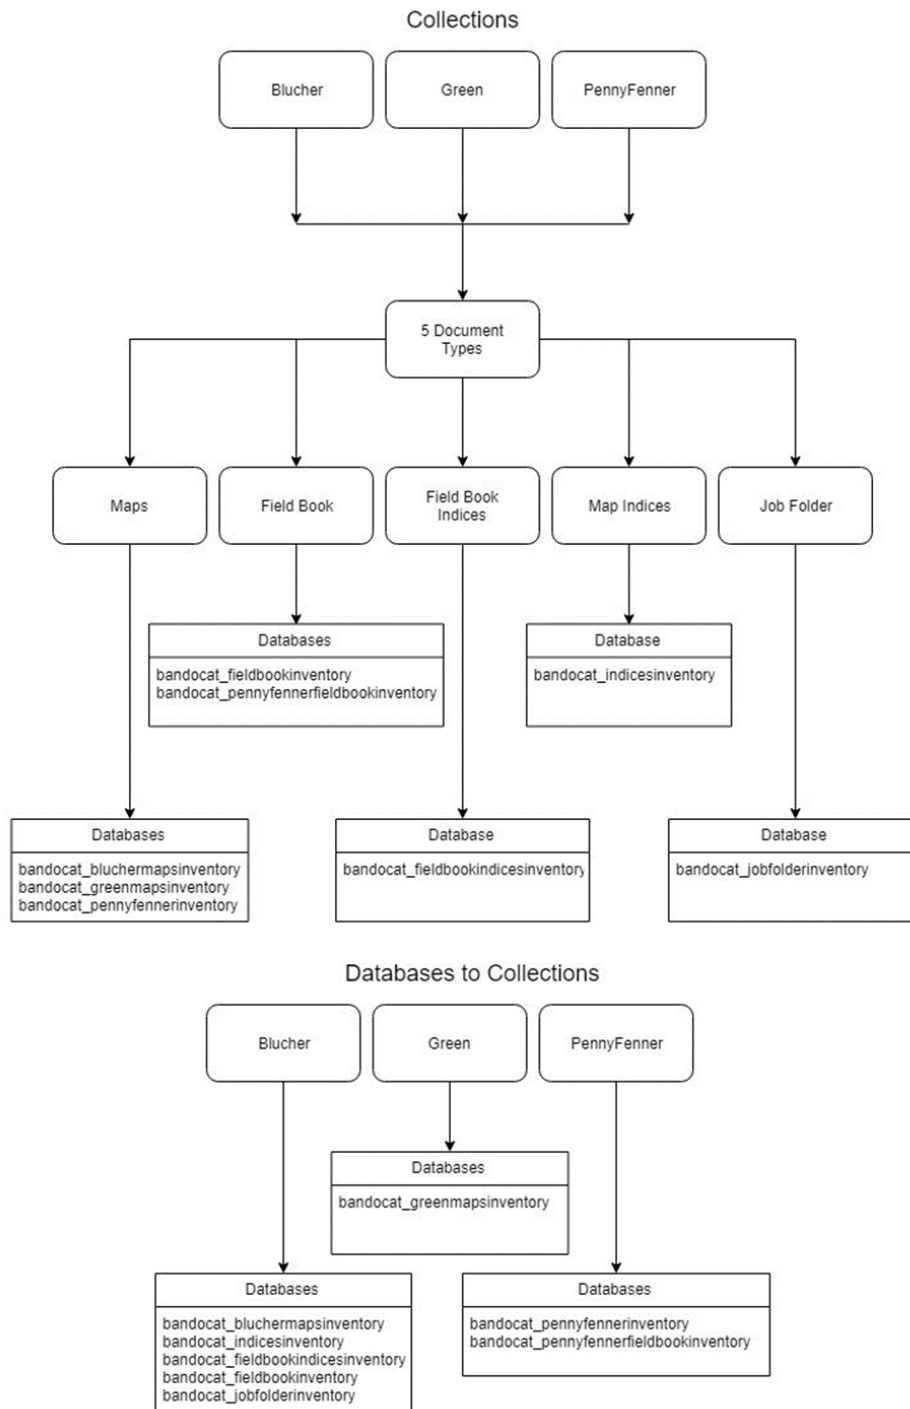 Collections
Blucher
Green
PennyFenner
5 Document
Types
Maps
Field Book
Field Book
Indices
Map Indices
Job Folder
Databases
bandocat_fieldbookinventory
bandocat_pennyfennerfieldbookinventory
Database
bandocat_indicesinventory
Databases
bandocat_bluchermapsinventory
bandocat_greenmapsinventory
bandocat_pennyfennerinventory
Database
bandocat_fieldbookindicesinventory
Database
bandocat_jobfolderinventory
Databases to Collections
Blucher
Green
PennyFenner
Databases
bandocat_greenmapsinventory
Databases
bandocat_bluchermapsinventory
bandocat_indicesinventory
bandocat_fieldbookindicesinventory
bandocat_fieldbookinventory
bandocat_jobfolderinventory
Databases
bandocat_pennyfennerinventory
bandocat_pennyfennerfieldbookinventory